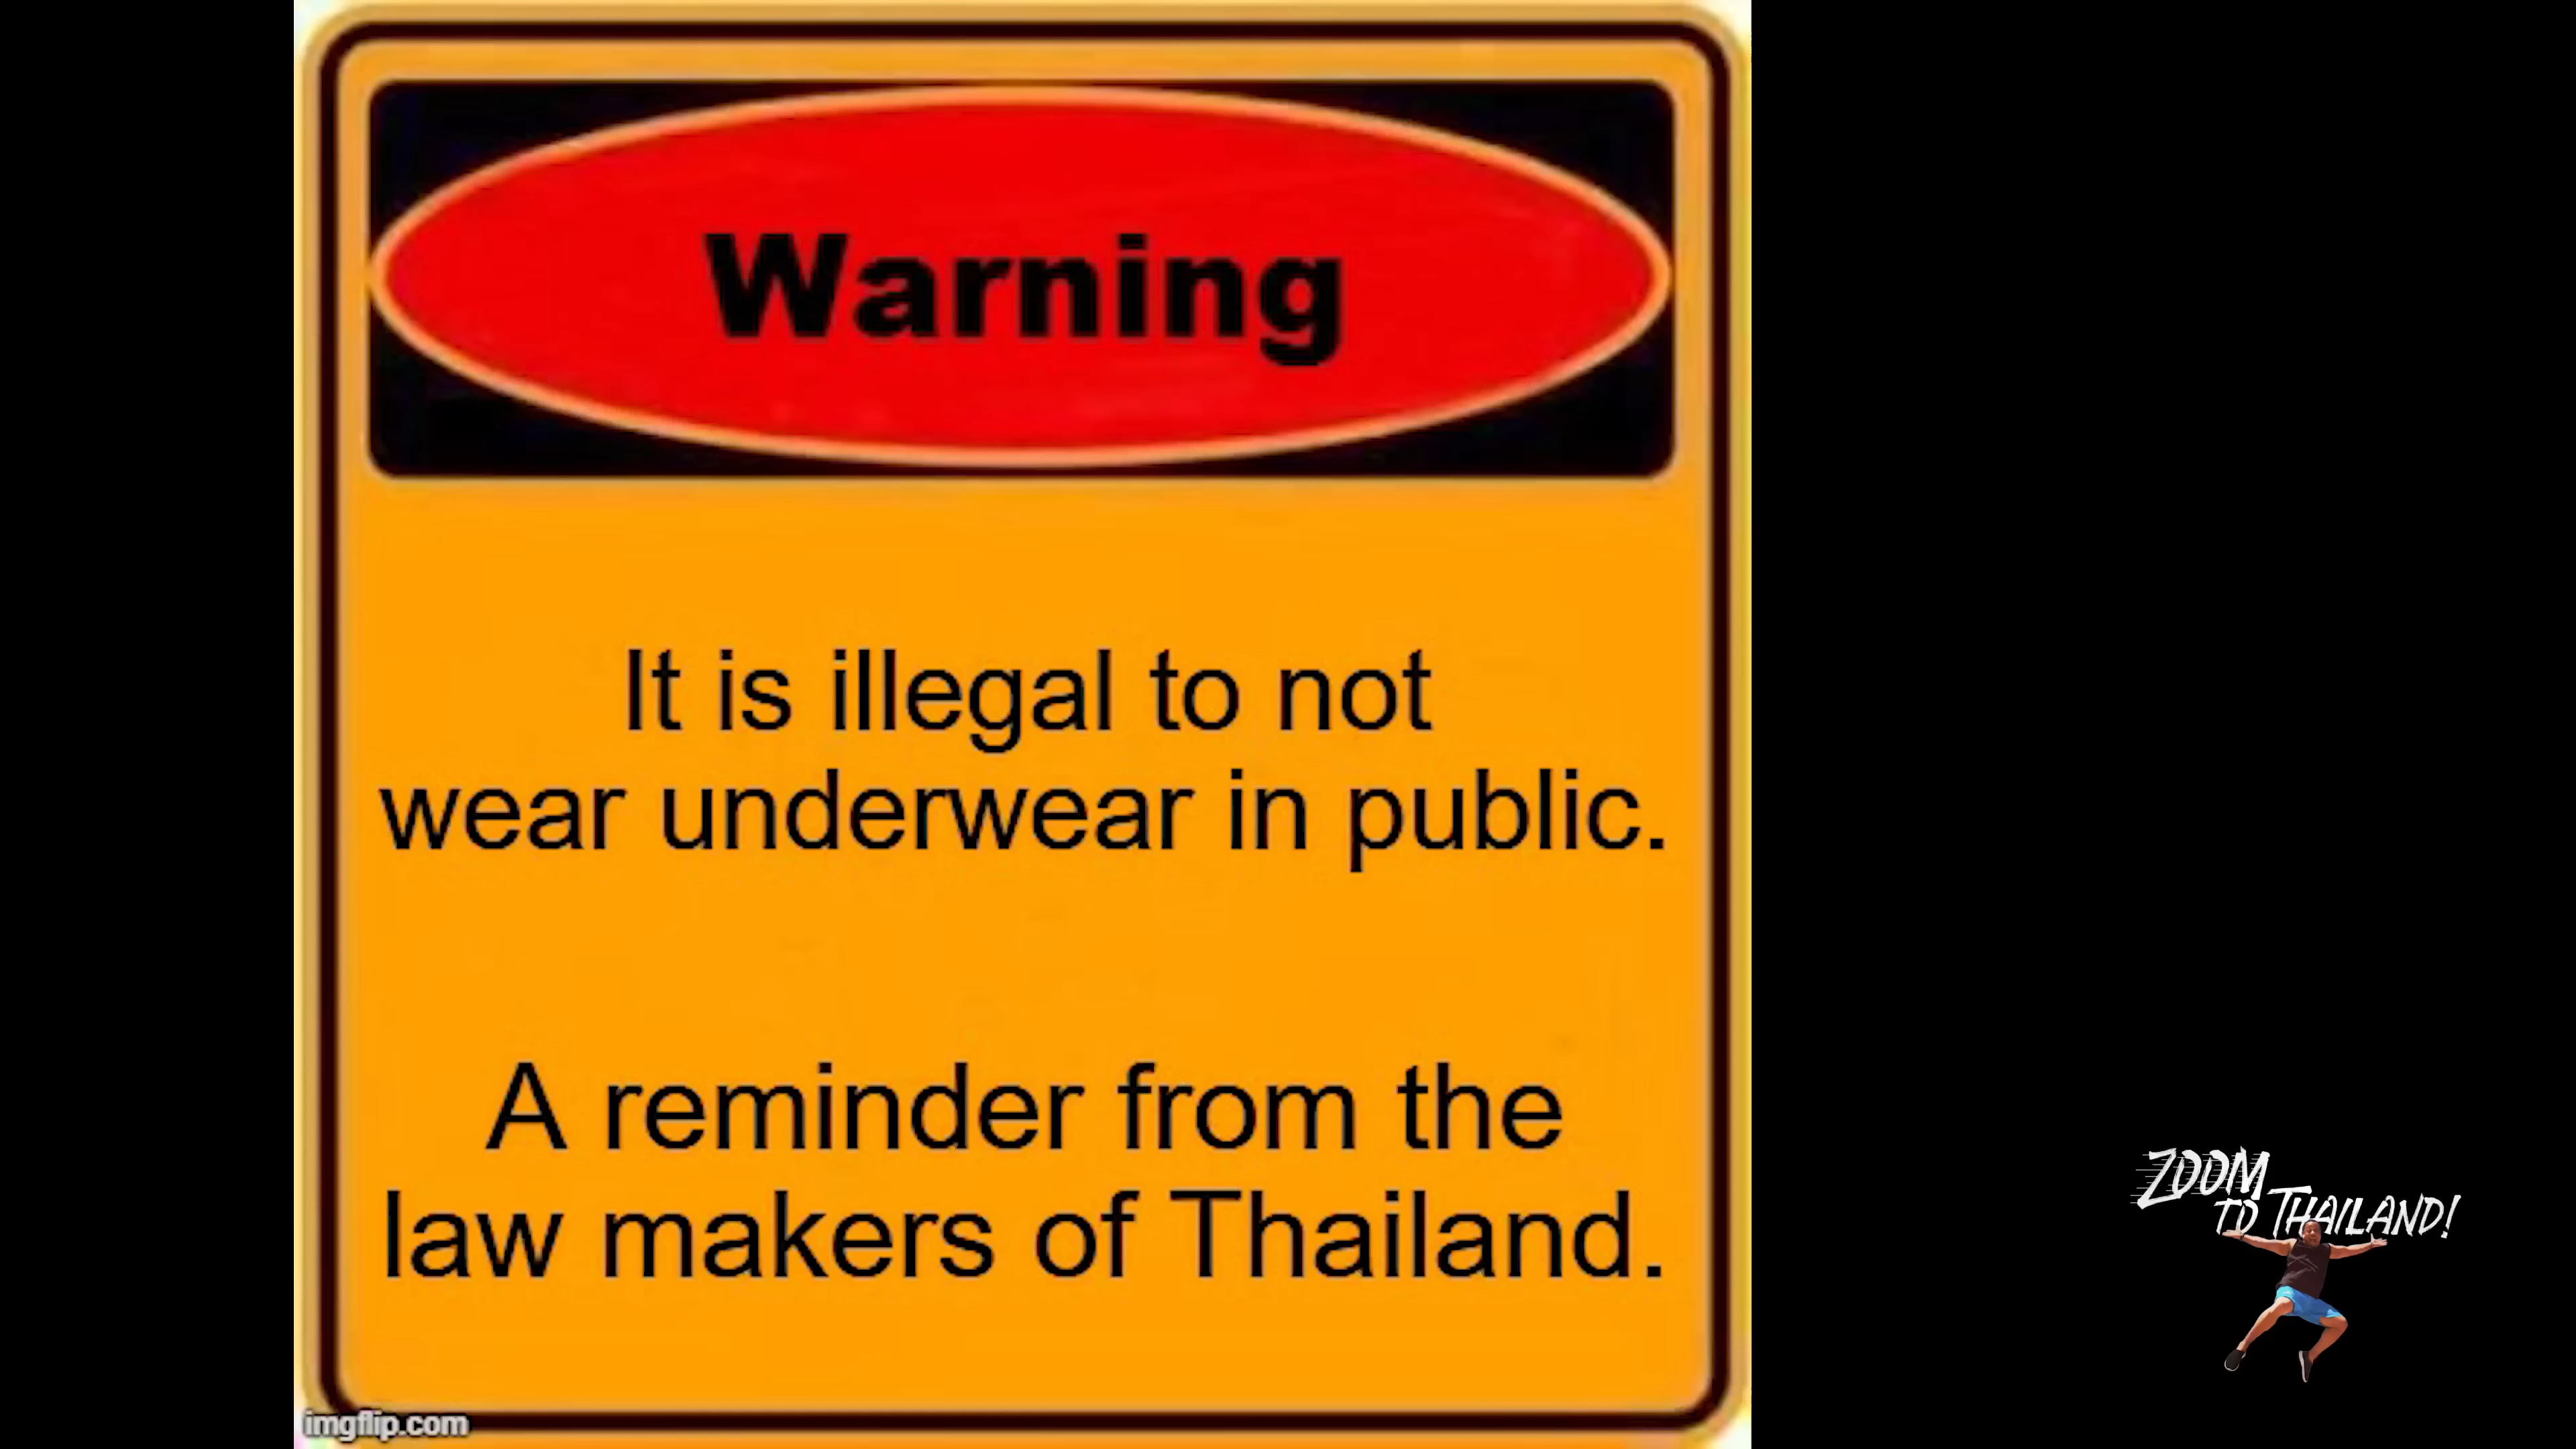 Warning
It is illegal to not
wear underwear in public.
A reminder from the
law makers of Thailand.
imgflip.com
ZOOM
TO THAILAND!